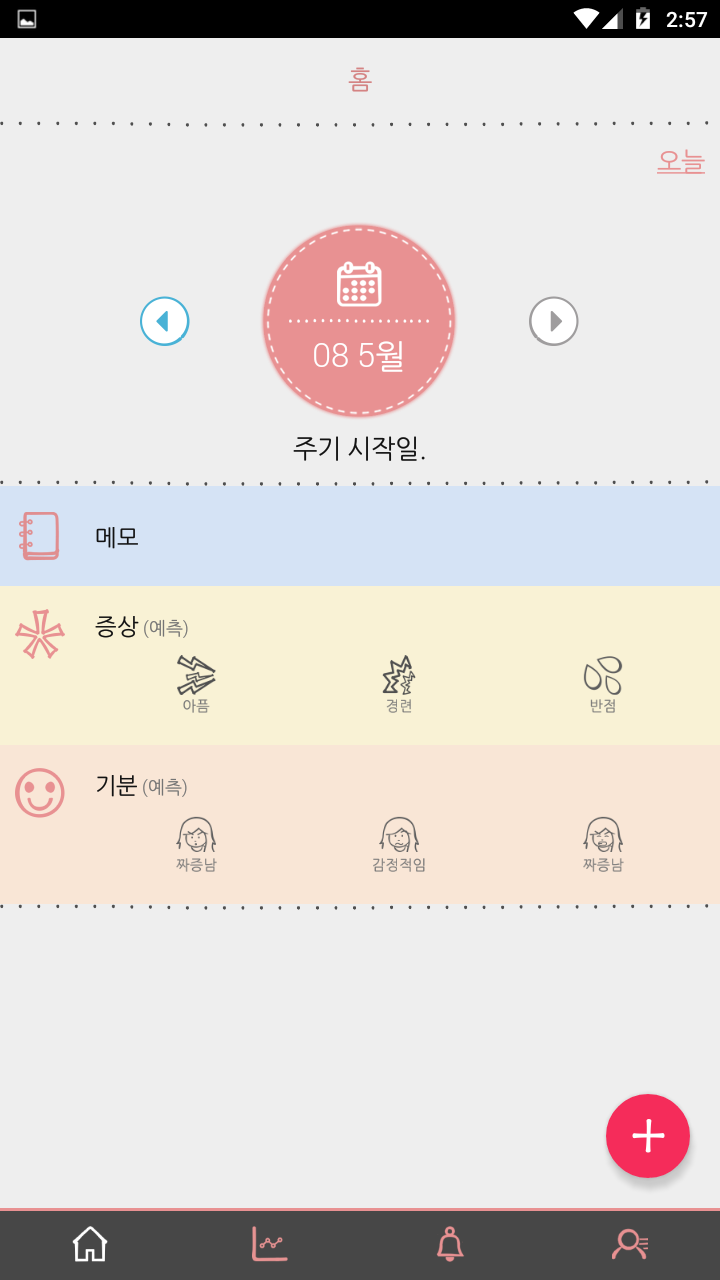 2:57
홈
오늘
08 5월
주기 시작일.
메모
증상 (예측)
아픔 경련 반점
기분 (예측)
짜증남 감정적임 짜증남